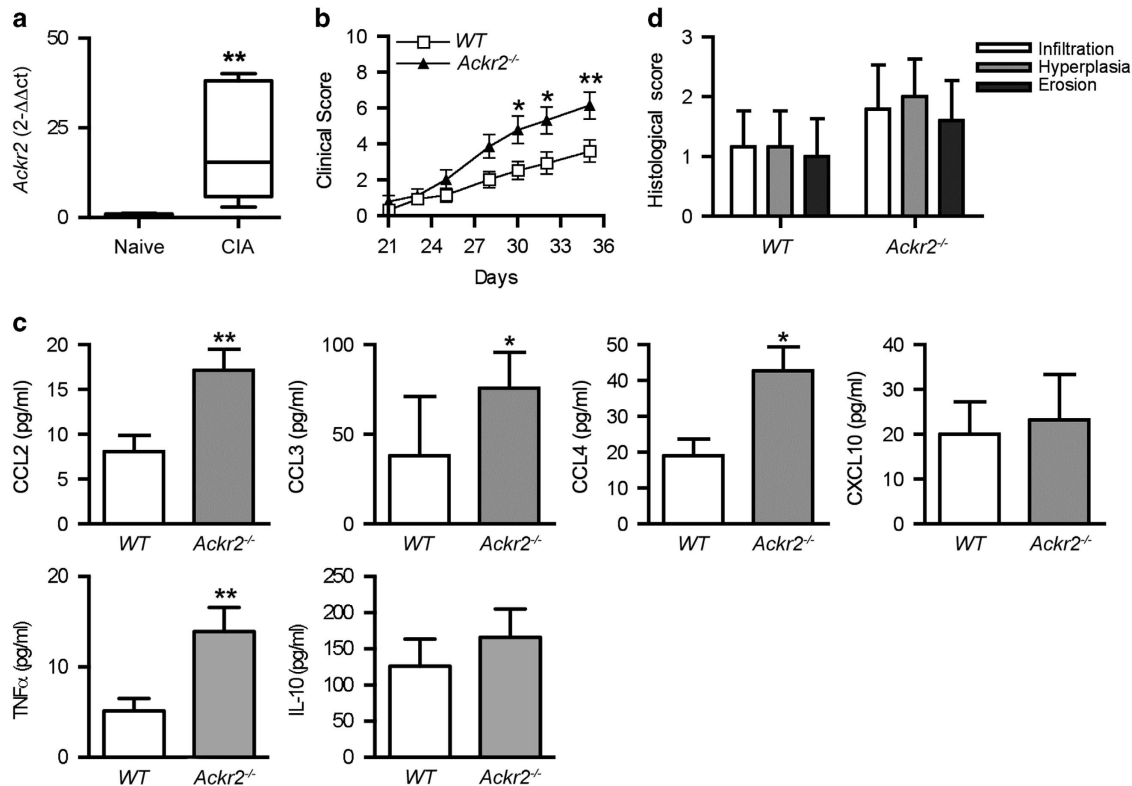 a
Ackr2 (2-ΔΔct)
50
25
0
**
Naive
CIA
b
Clinical Score
10
8
6
4
2
0
WT
Ackr2-/-
* * **
21 24 27 30 33 36
Days
d
Histological score
3
2
1
0
WT
Ackr2-/-
Infiltration
Hyperplasia
Erosion
c
CCL2 (pg/ml)
20
15
10
5
0
**
WT
Ackr2-/-
CCL3 (pg/ml)
100
50
0
*
WT
Ackr2-/-
CCL4 (pg/ml)
50
40
30
20
10
0
*
WT
Ackr2-/-
CXCL10 (pg/ml)
40
30
20
10
0
WT
Ackr2-/-
TNFα (pg/ml)
20
10
0
**
WT
Ackr2-/-
IL-10 (pg/ml)
250
200
150
100
50
0
WT
Ackr2-/-